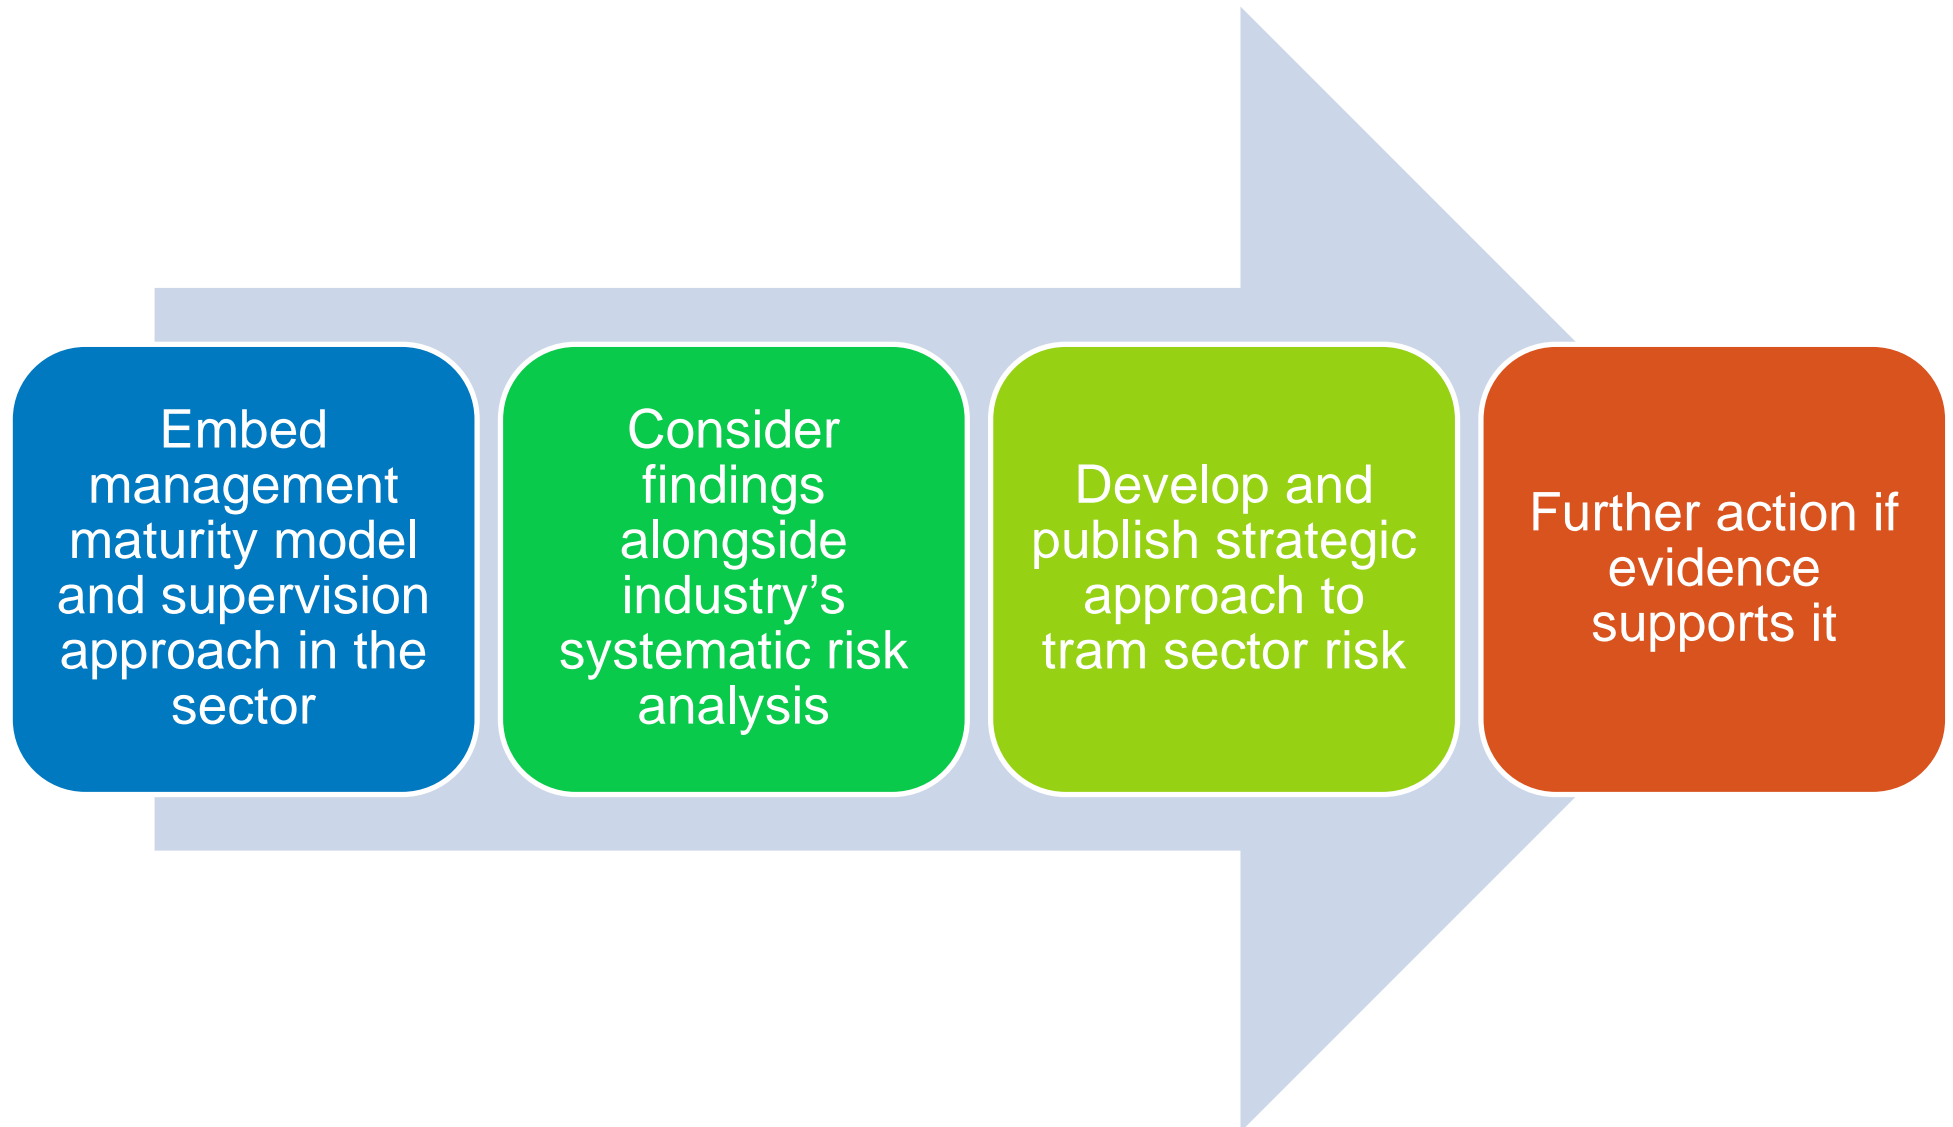 Embed
management
maturity model
and supervision
approach in the
sector
Consider
findings
alongside
industry’s
systematic risk
analysis
Develop and
publish strategic
approach to
tram sector risk
Further action if
evidence
supports it